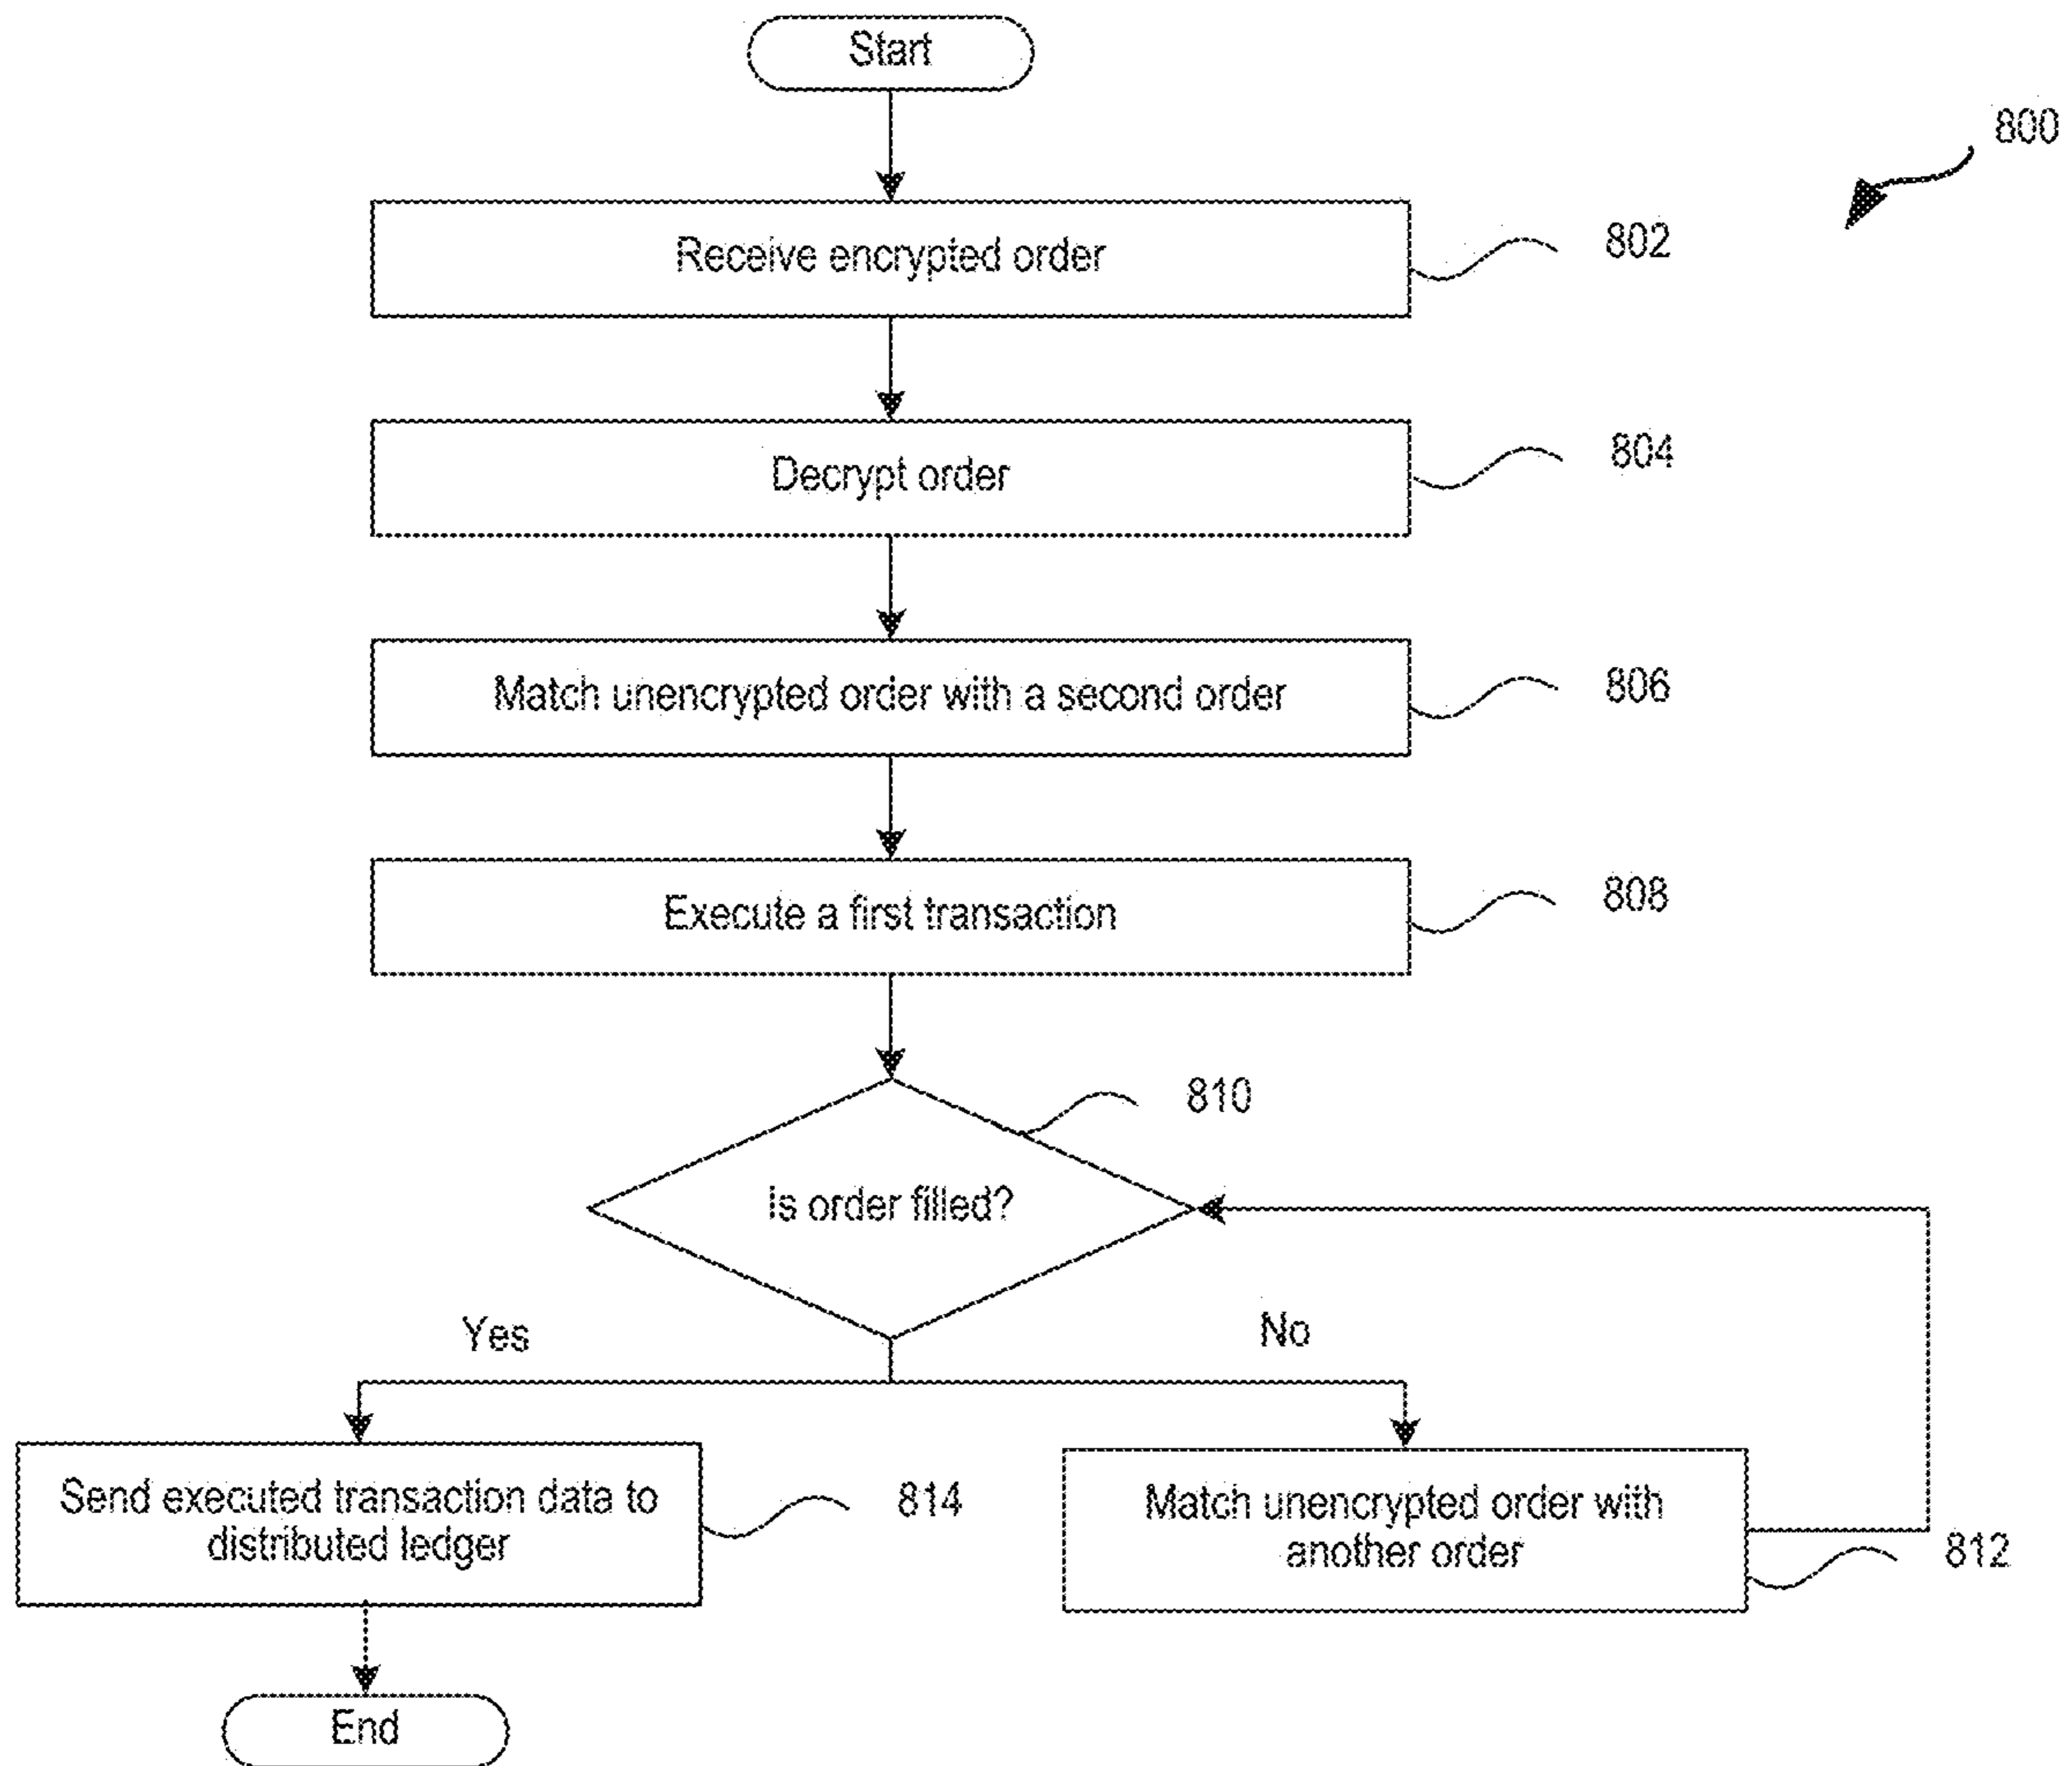 Start
800
Receive encrypted order
802
Decrypt order
804
Match unencrypted order with a second order
806
Execute a first transaction
808
810
Is order filled?
Yes
No
Send executed transaction data to
distributed ledger
814
Match unencrypted order with
another order
812
End